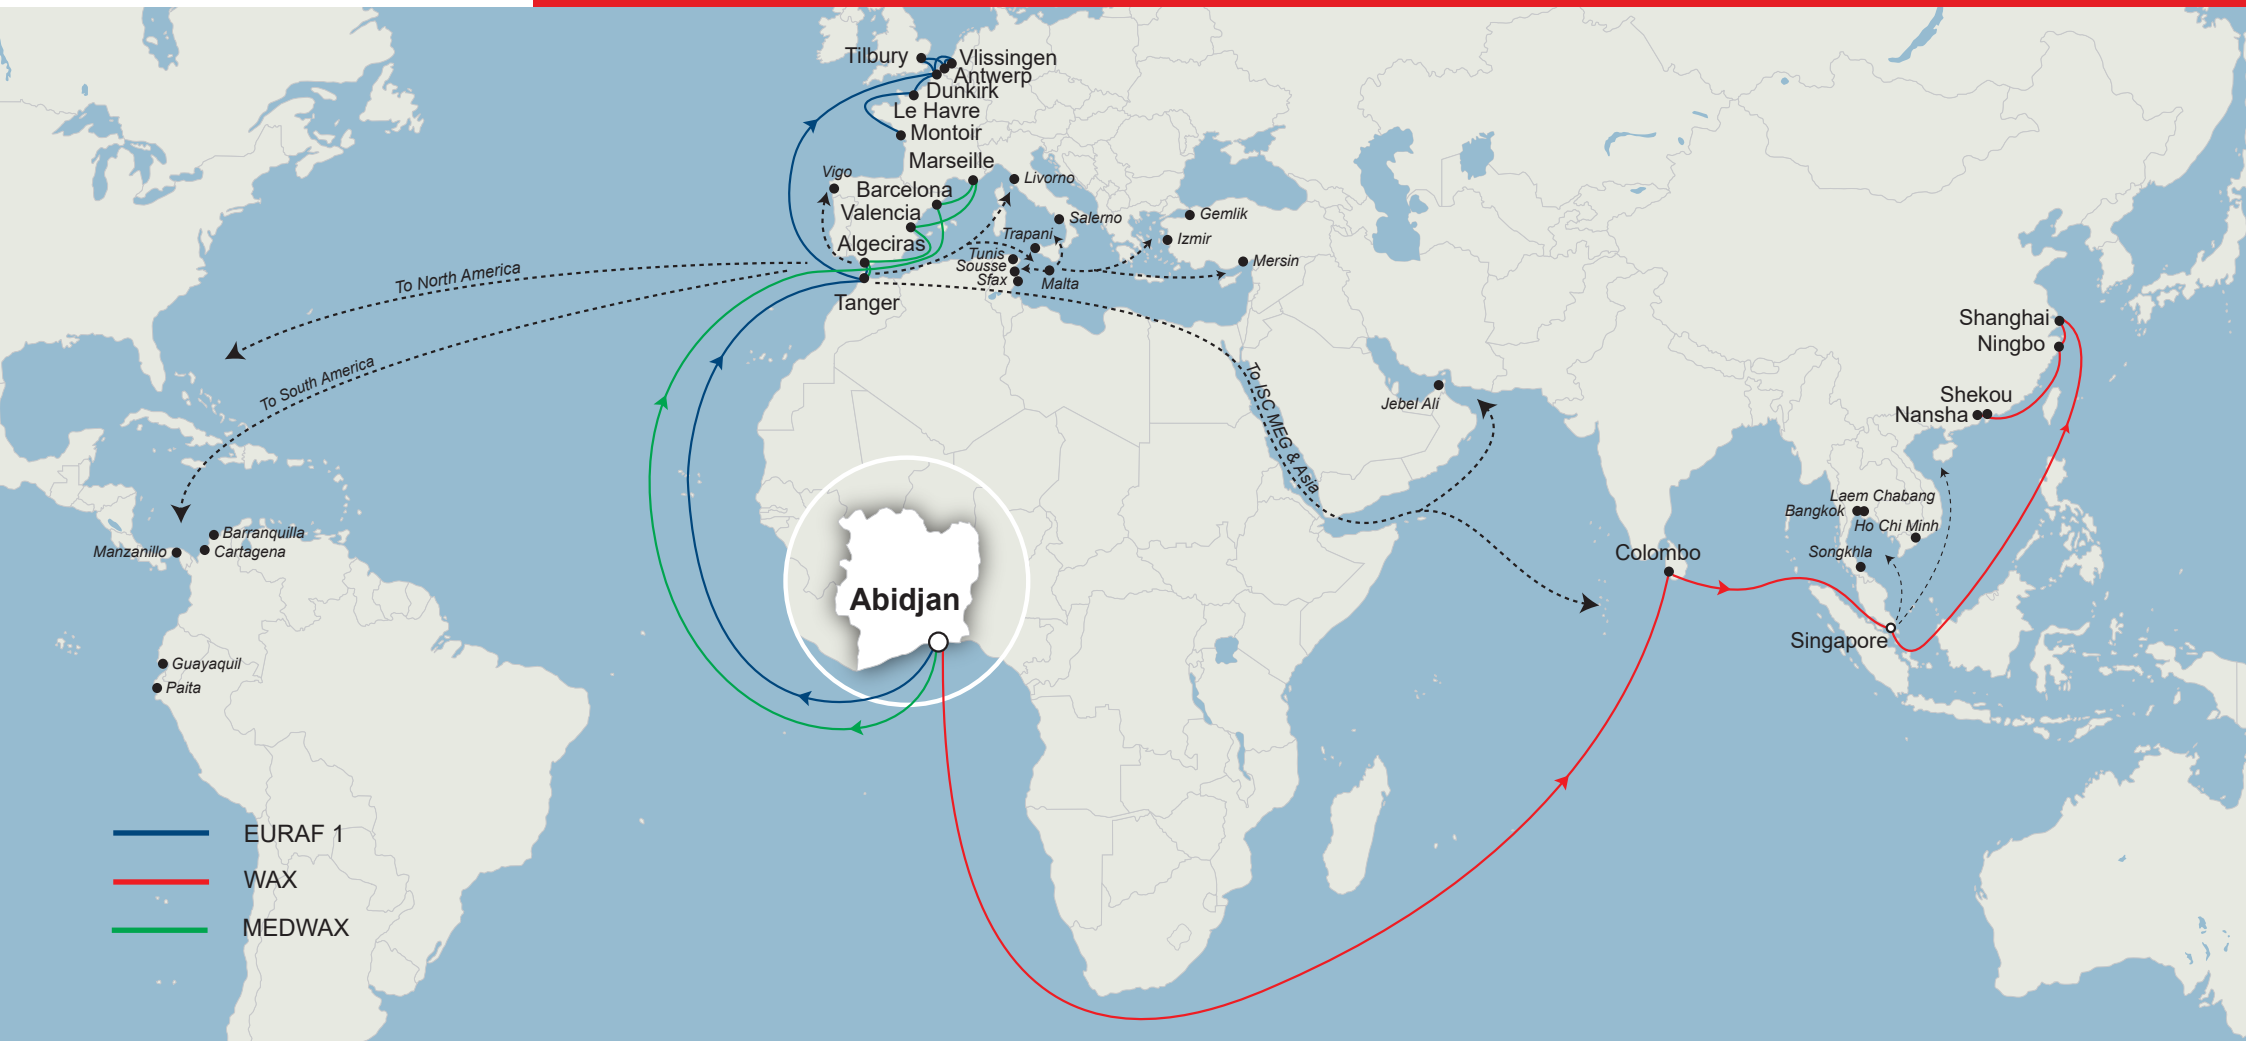 Tilbury
Vlissingen
Antwerp
Dunkirk
Le Havre
Montoir
Marseille
Vigo
Livorno
Barcelona
Valencia
Salerno
Gemlik
Algeciras
Trapani
Izmir
Tunis
Sousse
Sfax
Malta
Mersin
Tanger
To North America
To South America
To ISC MEG & Asia
Jebel Ali
Shanghai
Ningbo
Shekou
Nansha
Laem Chabang
Bangkok
Ho Chi Minh
Songkhla
Colombo
Singapore
Barranquilla
Manzanillo
Cartagena
Abidjan
Guayaquil
Paita
EURAF 1
WAX
MEDWAX